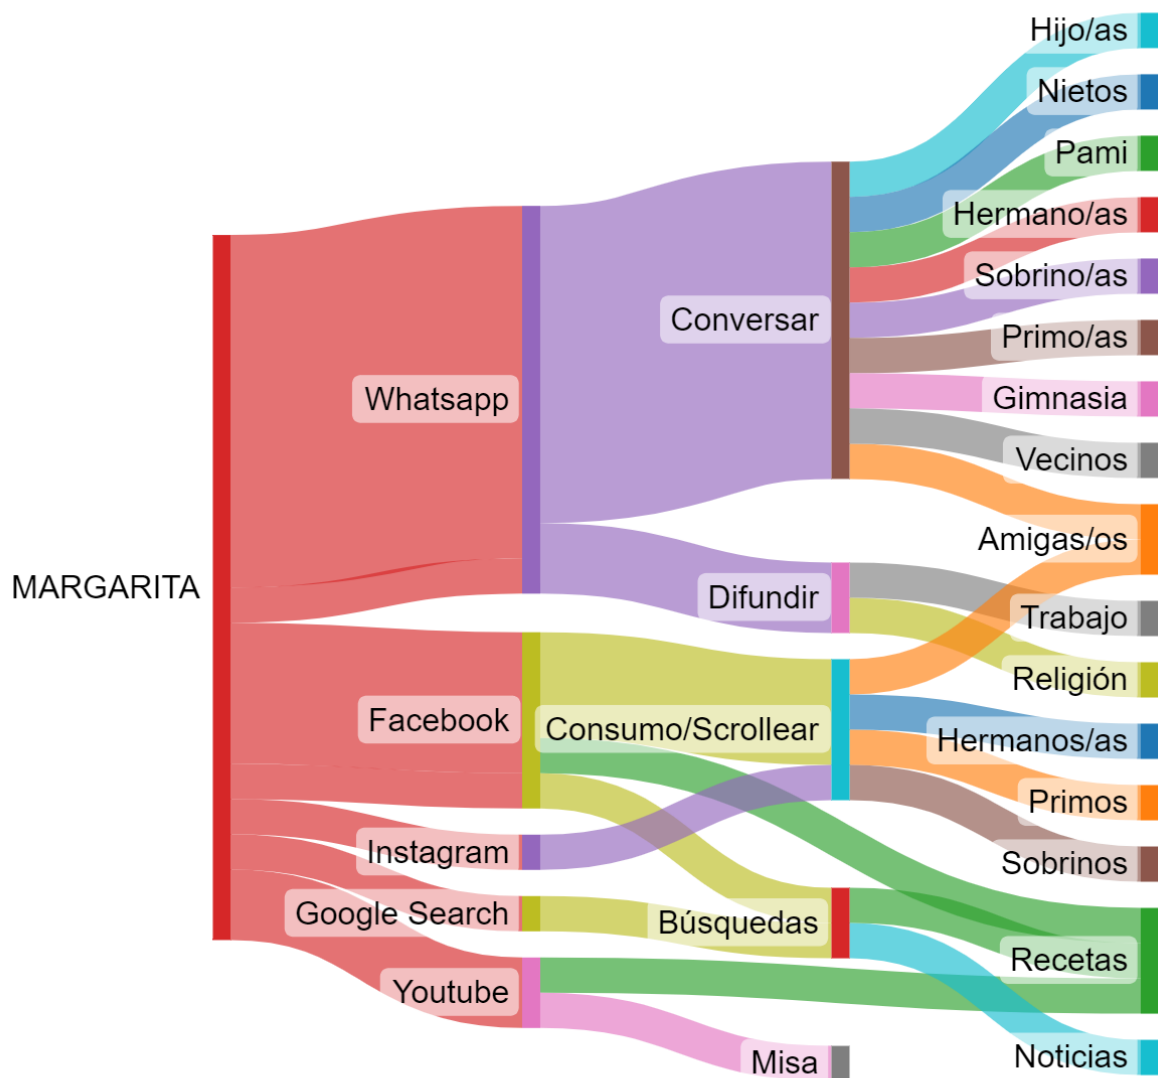 MARGARITA
Whatsapp
Facebook
Instagram
Google Search
Youtube
Conversar
Difundir
Consumo/Scrollear
Búsquedas
Misa
Hijo/as
Nietos
Pami
Hermano/as
Sobrino/as
Primo/as
Gimnasia
Vecinos
Amigas/os
Trabajo
Religión
Hermanos/as
Primos
Sobrinos
Recetas
Noticias